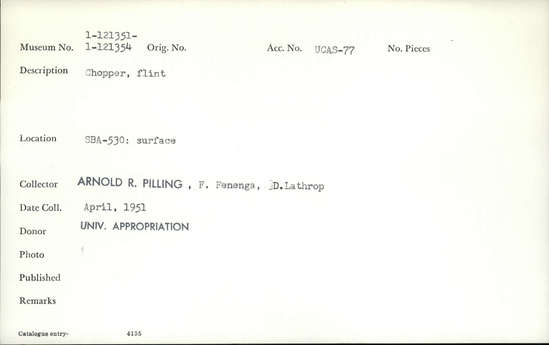 1-121351-
Museum No. 1-121354 Orig. No. Acc. No. UCAS-77 No. Pieces
Description Chopper, flint
Location SBA-530: surface
Collector ARNOLD R. PILLING , F. Fenenga, D.Lathrop
Date Coll. April, 1951
Donor UNIV. APPROPRIATION
Photo
Published
Remarks
Catalogue entry- 4155